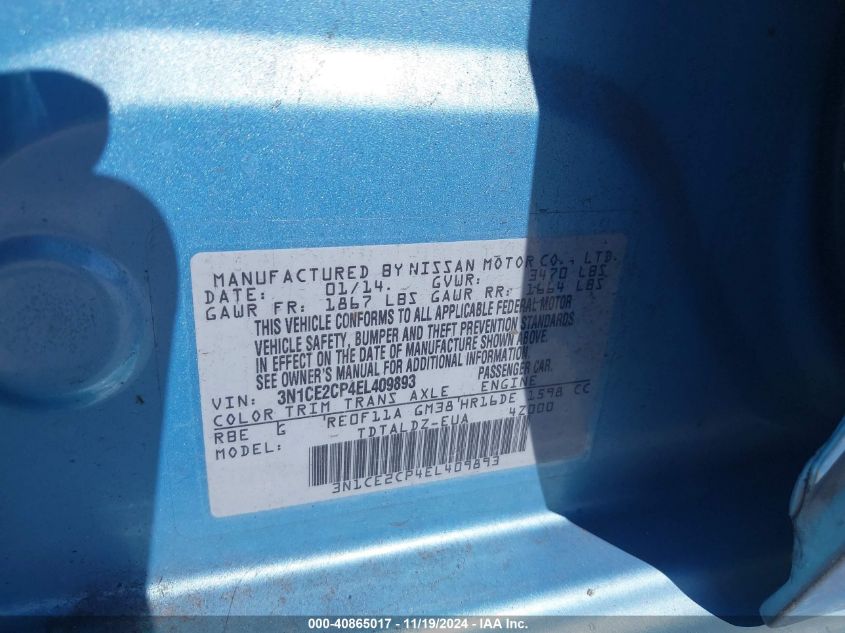 MANUFACTURED BY NISSAN MOTOR CO., LTD.
DATE: 01/14. GVWR: 3470 LBS
GAWR FR: 1867 LBS GAWR RR: 1664 LBS
THIS VEHICLE CONFORMS TO ALL APPLICABLE FEDERAL MOTOR
VEHICLE SAFETY, BUMPER AND THEFT PREVENTION STANDARDS
IN EFFECT ON THE DATE OF MANUFACTURE SHOWN ABOVE.
SEE OWNER'S MANUAL FOR ADDITIONAL INFORMATION.
VIN: 3N1CE2CP4EL409893 PASSENGER CAR.
COLOR TRIM TRANS AXLE ENGINE
RBE G 'RE0F11A GM38'HR16DE 1598 CC
MODEL: TDTALDZ-EUA 4Z000
3N1CE2CP4EL409893
000-40865017 - 11/19/2024 - IAA Inc.